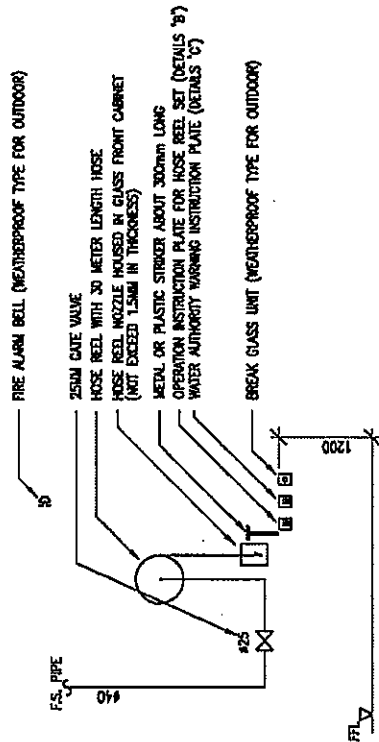 FIRE ALARM BELL (WEATHERPROOF TYPE FOR OUTDOOR)
F.S. PIPE
ø40
25MM GATE VALVE
HOSE REEL WITH 30 METER LENGTH HOSE
HOSE REEL NOZZLE HOUSED IN GLASS FRONT CABINET
(NOT EXCEED 1.5MM IN THICKNESS)
METAL OR PLASTIC STRIKER ABOUT 300mm LONG
OPERATION INSTRUCTION PLATE FOR HOSE REEL SET (DETAILS 'B')
WATER AUTHORITY WARNING INSTRUCTION PLATE (DETAILS 'C')
ø25
BREAK GLASS UNIT (WEATHERPROOF TYPE FOR OUTDOOR)
1200
FFL